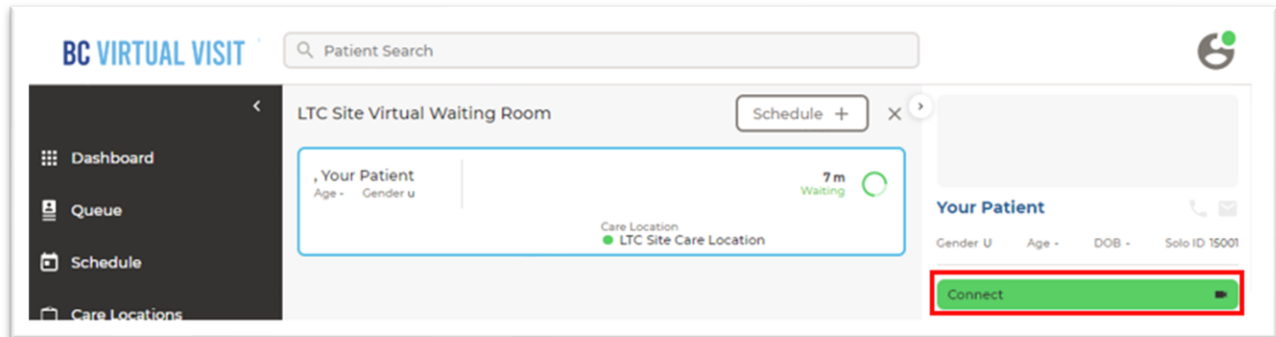 BC VIRTUAL VISIT
Patient Search
Dashboard
Queue
Schedule
Care Locations
LTC Site Virtual Waiting Room
Schedule +
, Your Patient
Age - Gender U
7 m
Waiting
Care Location
LTC Site Care Location
Your Patient
Gender U Age - DOB - Solo ID 15001
Connect